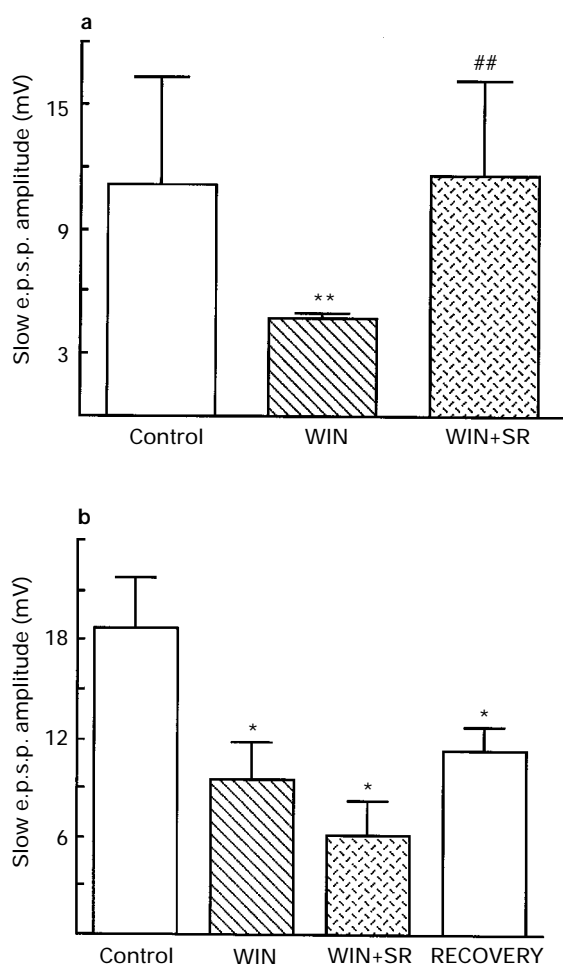 a
Slow e.p.s.p. amplitude (mV)
15
9
3
**
##
Control WIN WIN+SR
b
Slow e.p.s.p. amplitude (mV)
18
12
6
*
*
*
Control WIN WIN+SR RECOVERY